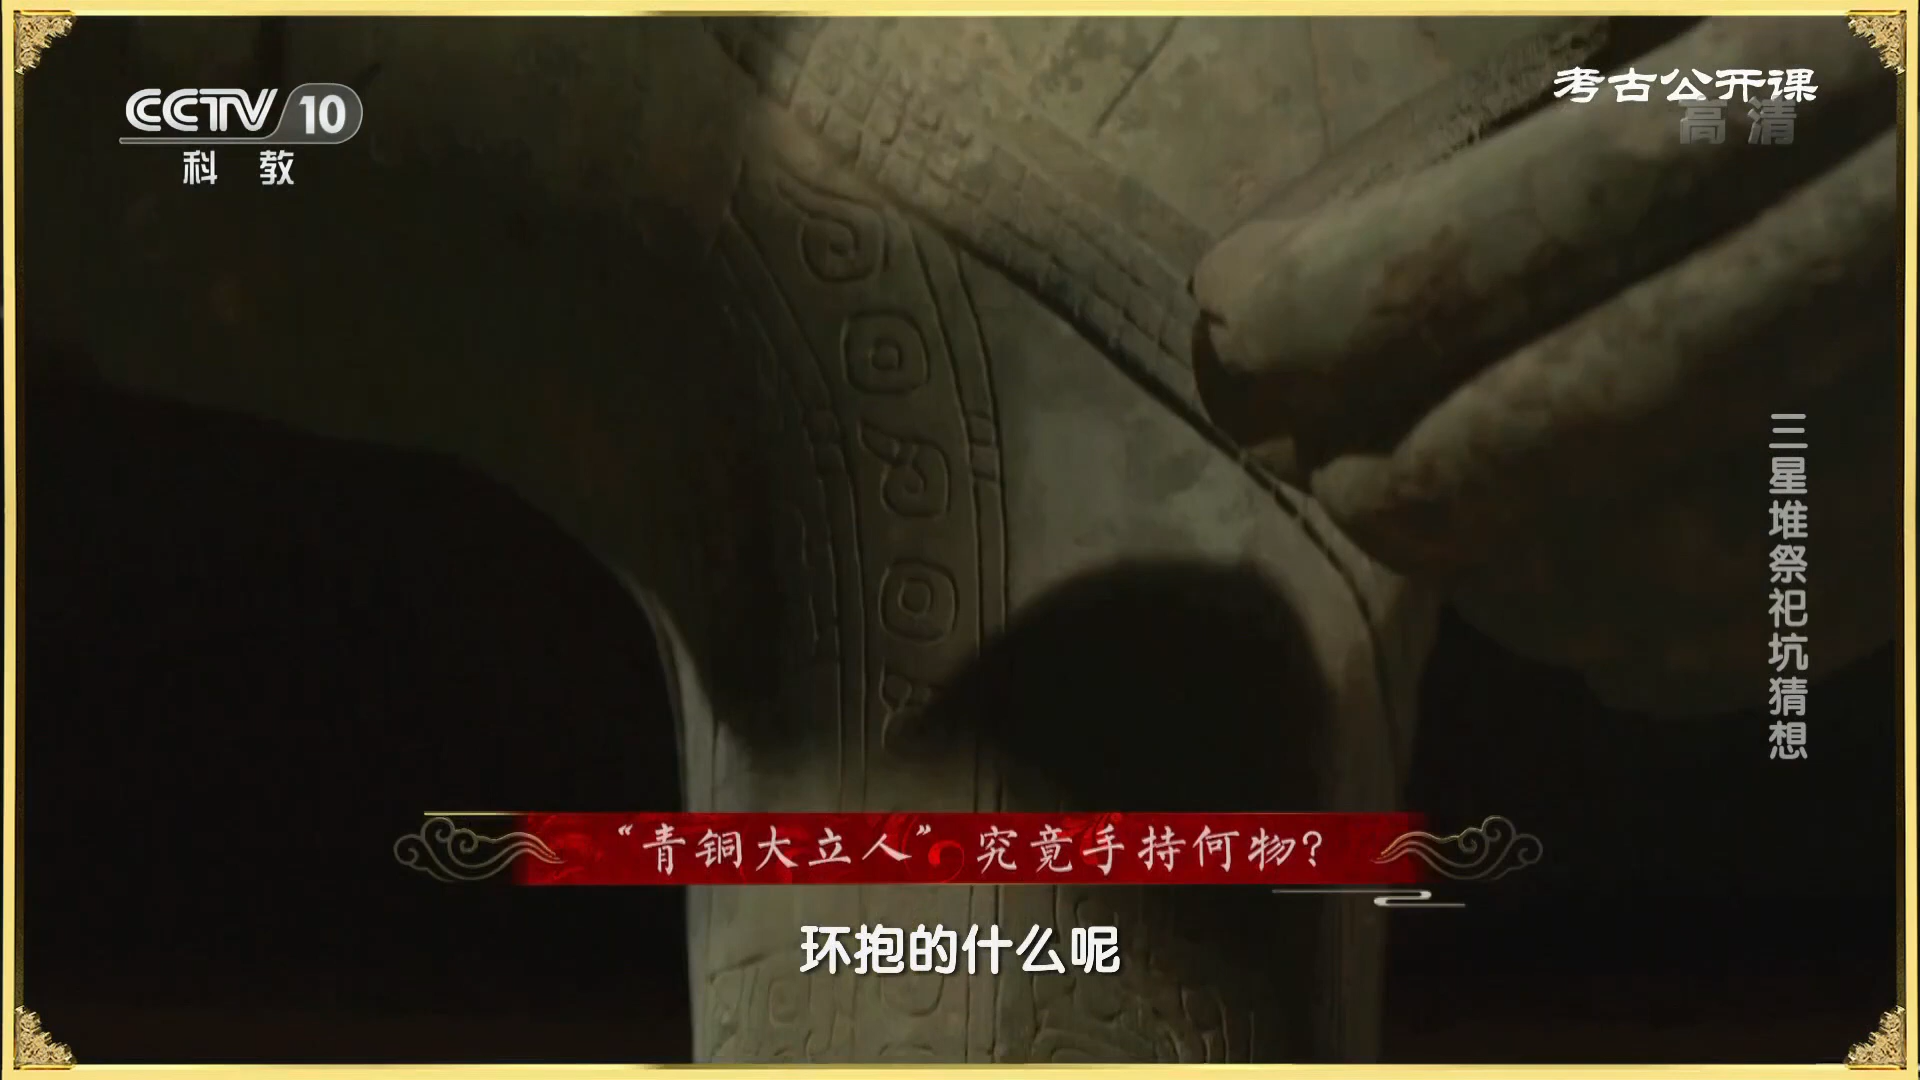 CCTV 10
科 教
考古公开课
高清
三星堆祭祀坑猜想
“青铜大立人”究竟手持何物？
环抱的什么呢